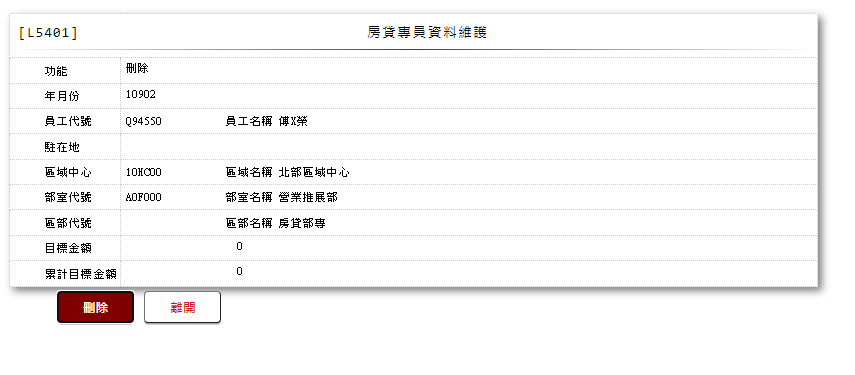 [L5401] 房貸專員資料維護
功能 刪除
年月份 10902
員工代號 Q94550 員工名稱 傅X榮
駐在地
區域中心 10HC00 區域名稱 北部區域中心
部室代號 A0F000 部室名稱 營業推展部
區部代號 區部名稱 房貸部專
目標金額 0
累計目標金額 0
刪除 離開